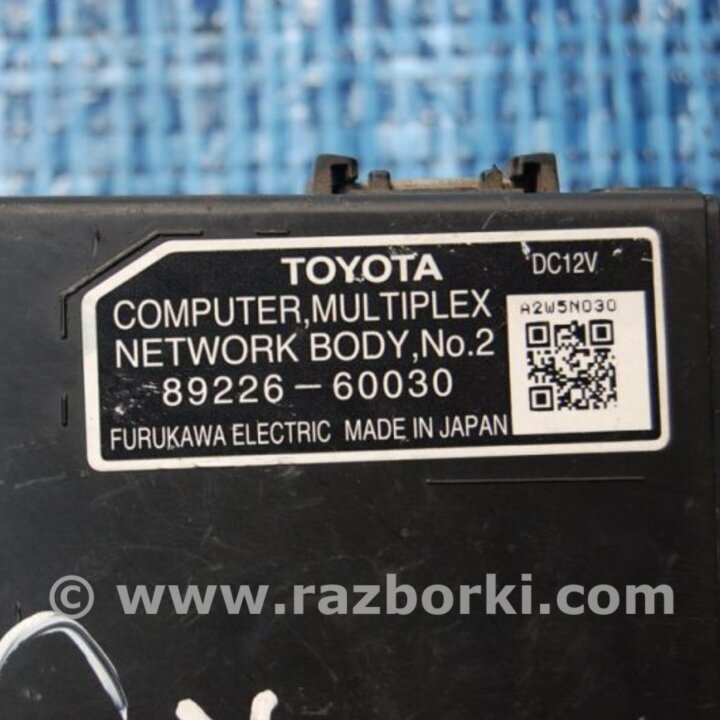 TOYOTA
DC12V
COMPUTER,MULTIPLEX
A2W5N030
NETWORK BODY,No.2
89226-60030
FURUKAWA ELECTRIC MADE IN JAPAN
© www.razborki.com